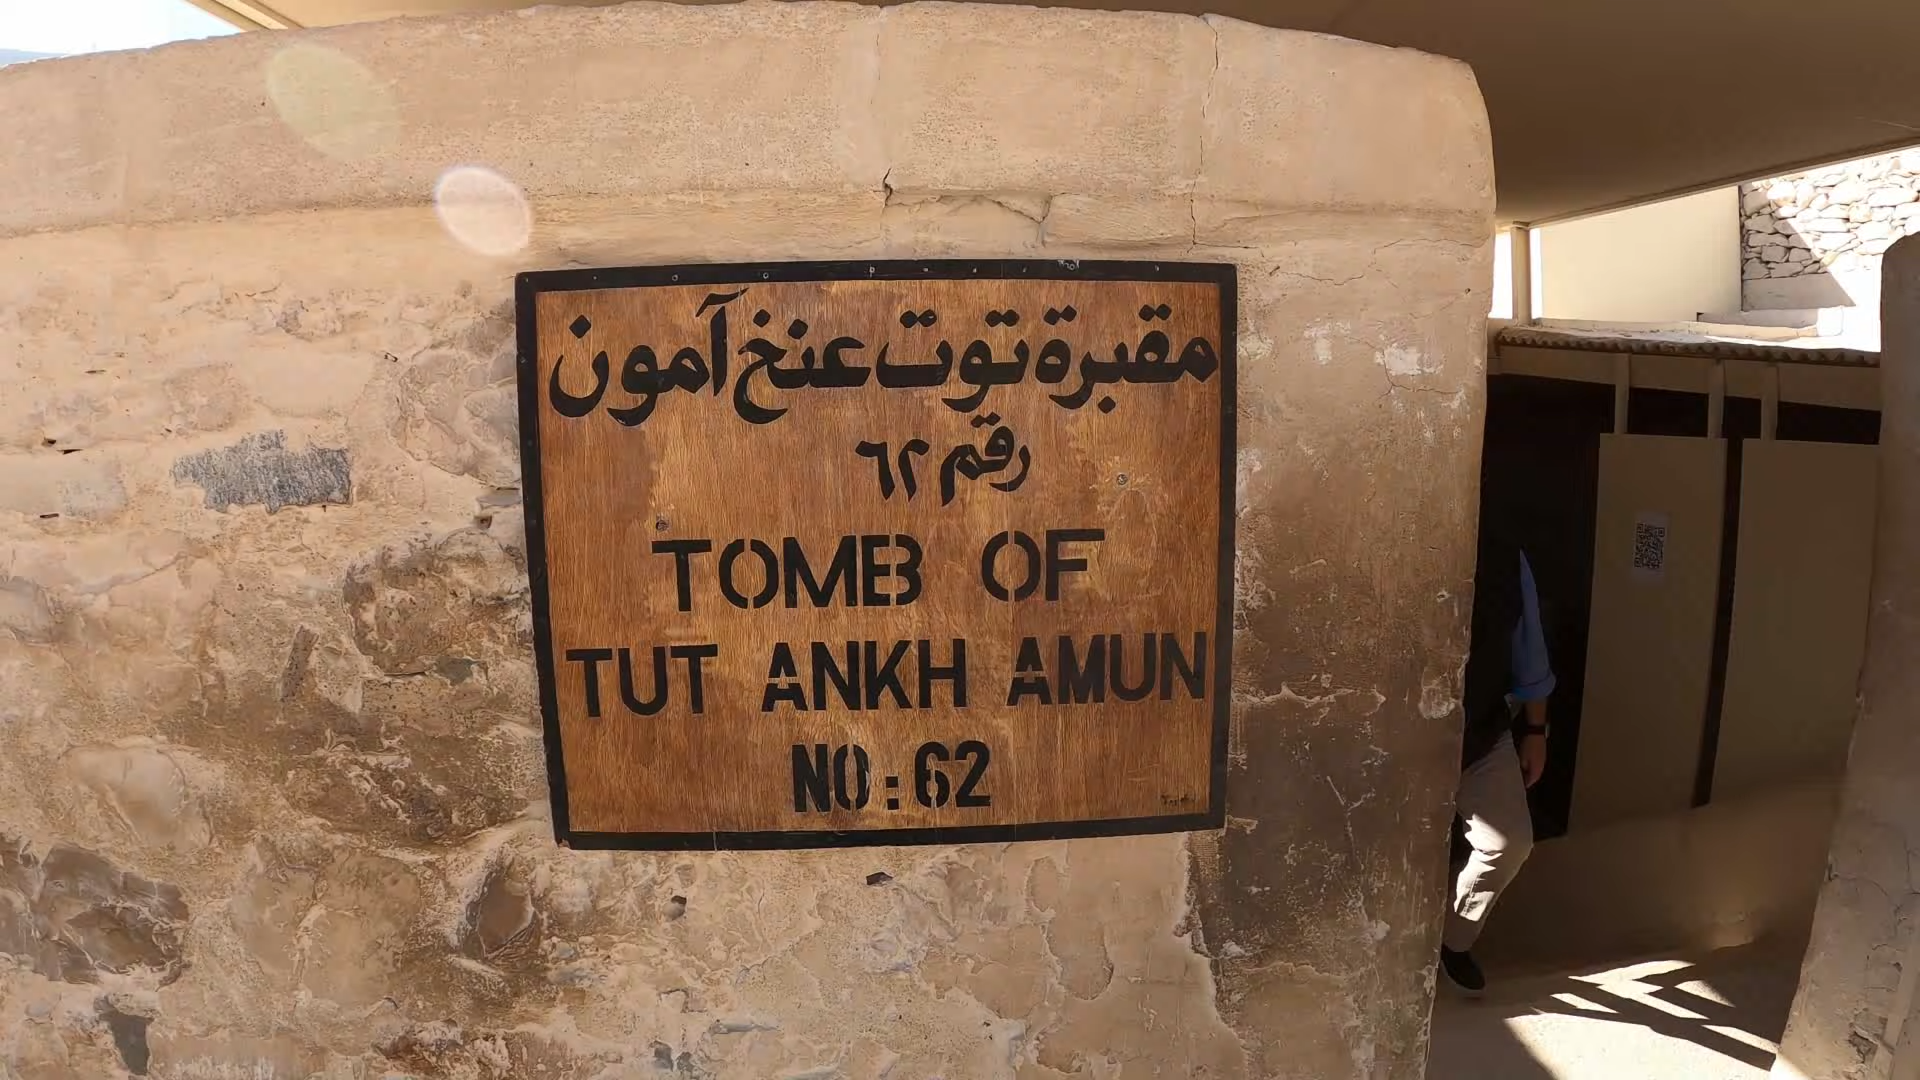 مقبرة توت عنخ آمون
رقم ٦٢
TOMB OF
TUT ANKH AMUN
NO: 62